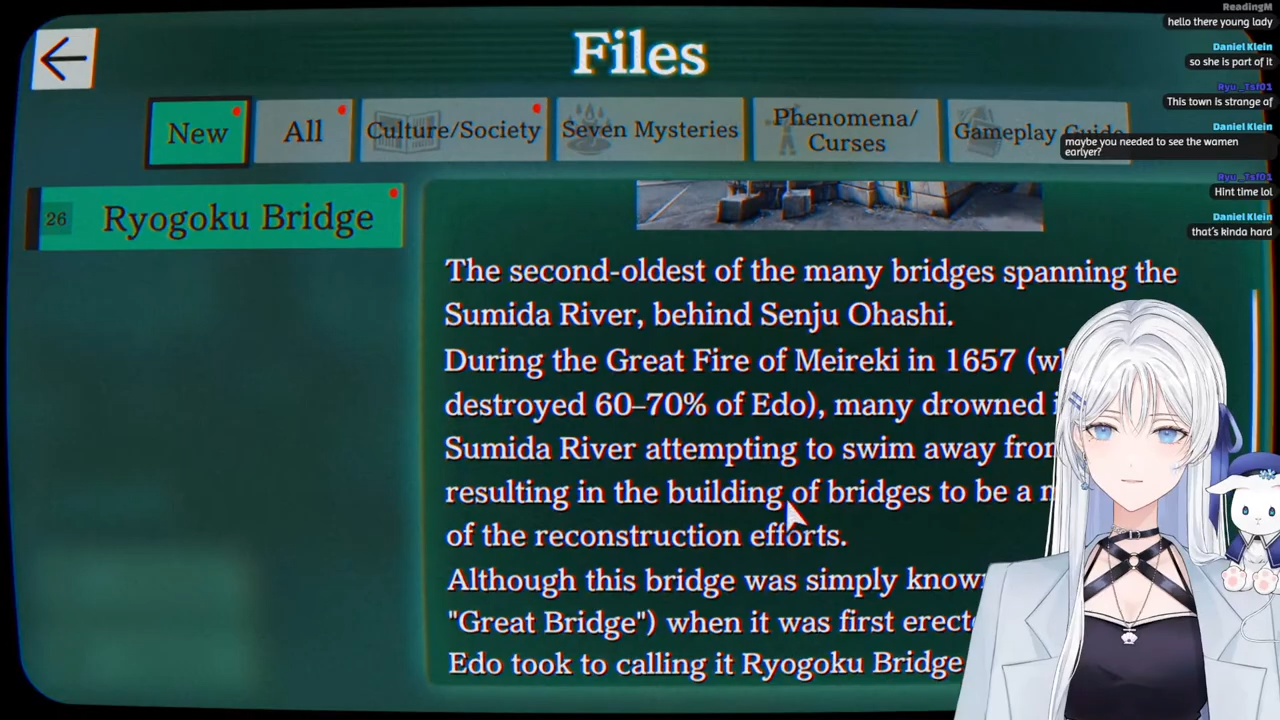 Files
New
All
Culture/Society
Seven Mysteries
Phenomena/
Curses
Gameplay Guide
26
Ryogoku Bridge
The second-oldest of the many bridges spanning the
Sumida River, behind Senju Ohashi.
During the Great Fire of Meireki in 1657 (
destroyed 60–70% of Edo), many drowned
Sumida River attempting to swim away
resulting in the building of bridges to be a
of the reconstruction efforts.
Although this bridge was simply
"Great Bridge") when it was first
Edo took to calling it Ryogoku Bridge
ReadingM
hello there young lady
Daniel Klein
so she is part of it
Ryu_Tsf01
This town is strange af
Daniel Klein
maybe you needed to see the wamen
earlyer?
Ryu_Tsf01
Hint time lol
Daniel Klein
that's kinda hard